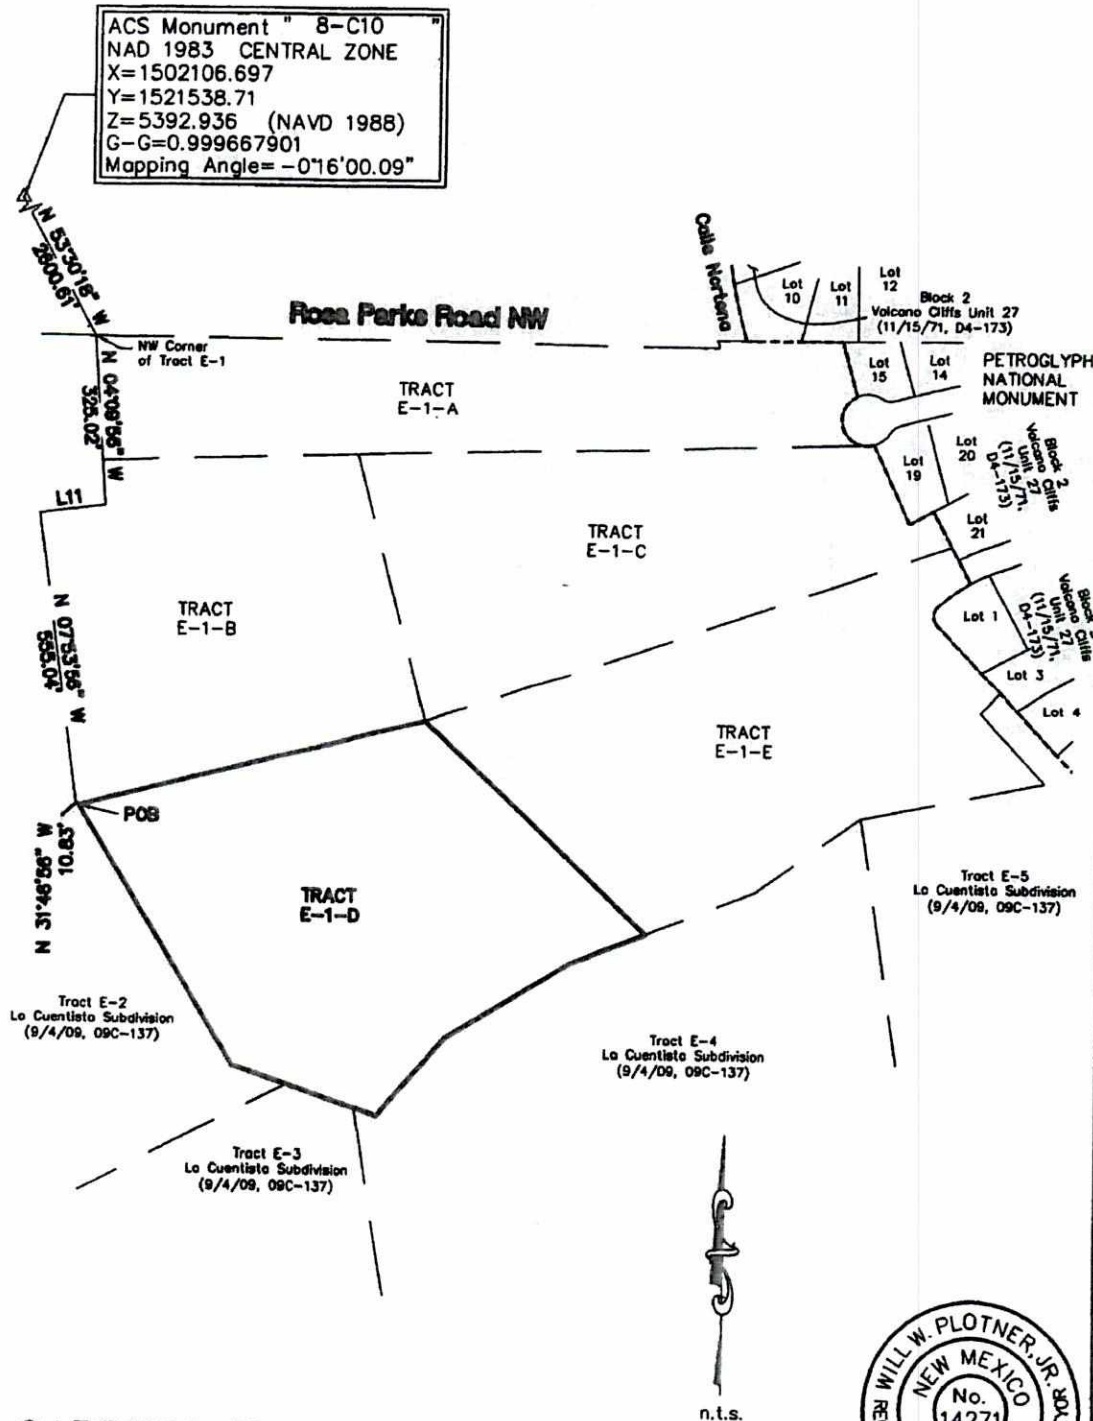 ACS Monument " 8-C10 "
NAD 1983 CENTRAL ZONE
X=1502106.697
Y=1521538.71
Z=5392.936 (NAVD 1988)
G-G=0.999667901
Mapping Angle= -0°16'00.09"
N 53°30'18" W
2600.61'
Rosa Parks Road NW
Calle Nortena
Lot
10
Lot
11
Lot
12
Block 2
Volcano Cliffs Unit 27
(11/15/71, D4-173)
NW Corner
of Tract E-1
N 04°09'56" W
325.02'
TRACT
E-1-A
Lot
15
Lot
14
PETROGLYPH
NATIONAL
MONUMENT
Lot
19
Lot
20
Block 2
Volcano Cliffs
Unit 27
(11/15/71,
D4-173)
Lot
21
L11
TRACT
E-1-C
TRACT
E-1-B
N 07°53'56" W
555.04'
Lot 1
Volcano Cliffs
Unit 27
(11/15/71,
D4-173)
Lot 3
Lot 4
TRACT
E-1-E
POB
N 31°46'56" W
10.83'
TRACT
E-1-D
Tract E-5
La Cuentista Subdivision
(9/4/09, 09C-137)
Tract E-2
La Cuentista Subdivision
(9/4/09, 09C-137)
Tract E-4
La Cuentista Subdivision
(9/4/09, 09C-137)
Tract E-3
La Cuentista Subdivision
(9/4/09, 09C-137)
n.t.s.
WILL W. PLOTNER, JR.
NEW MEXICO
No.
14271